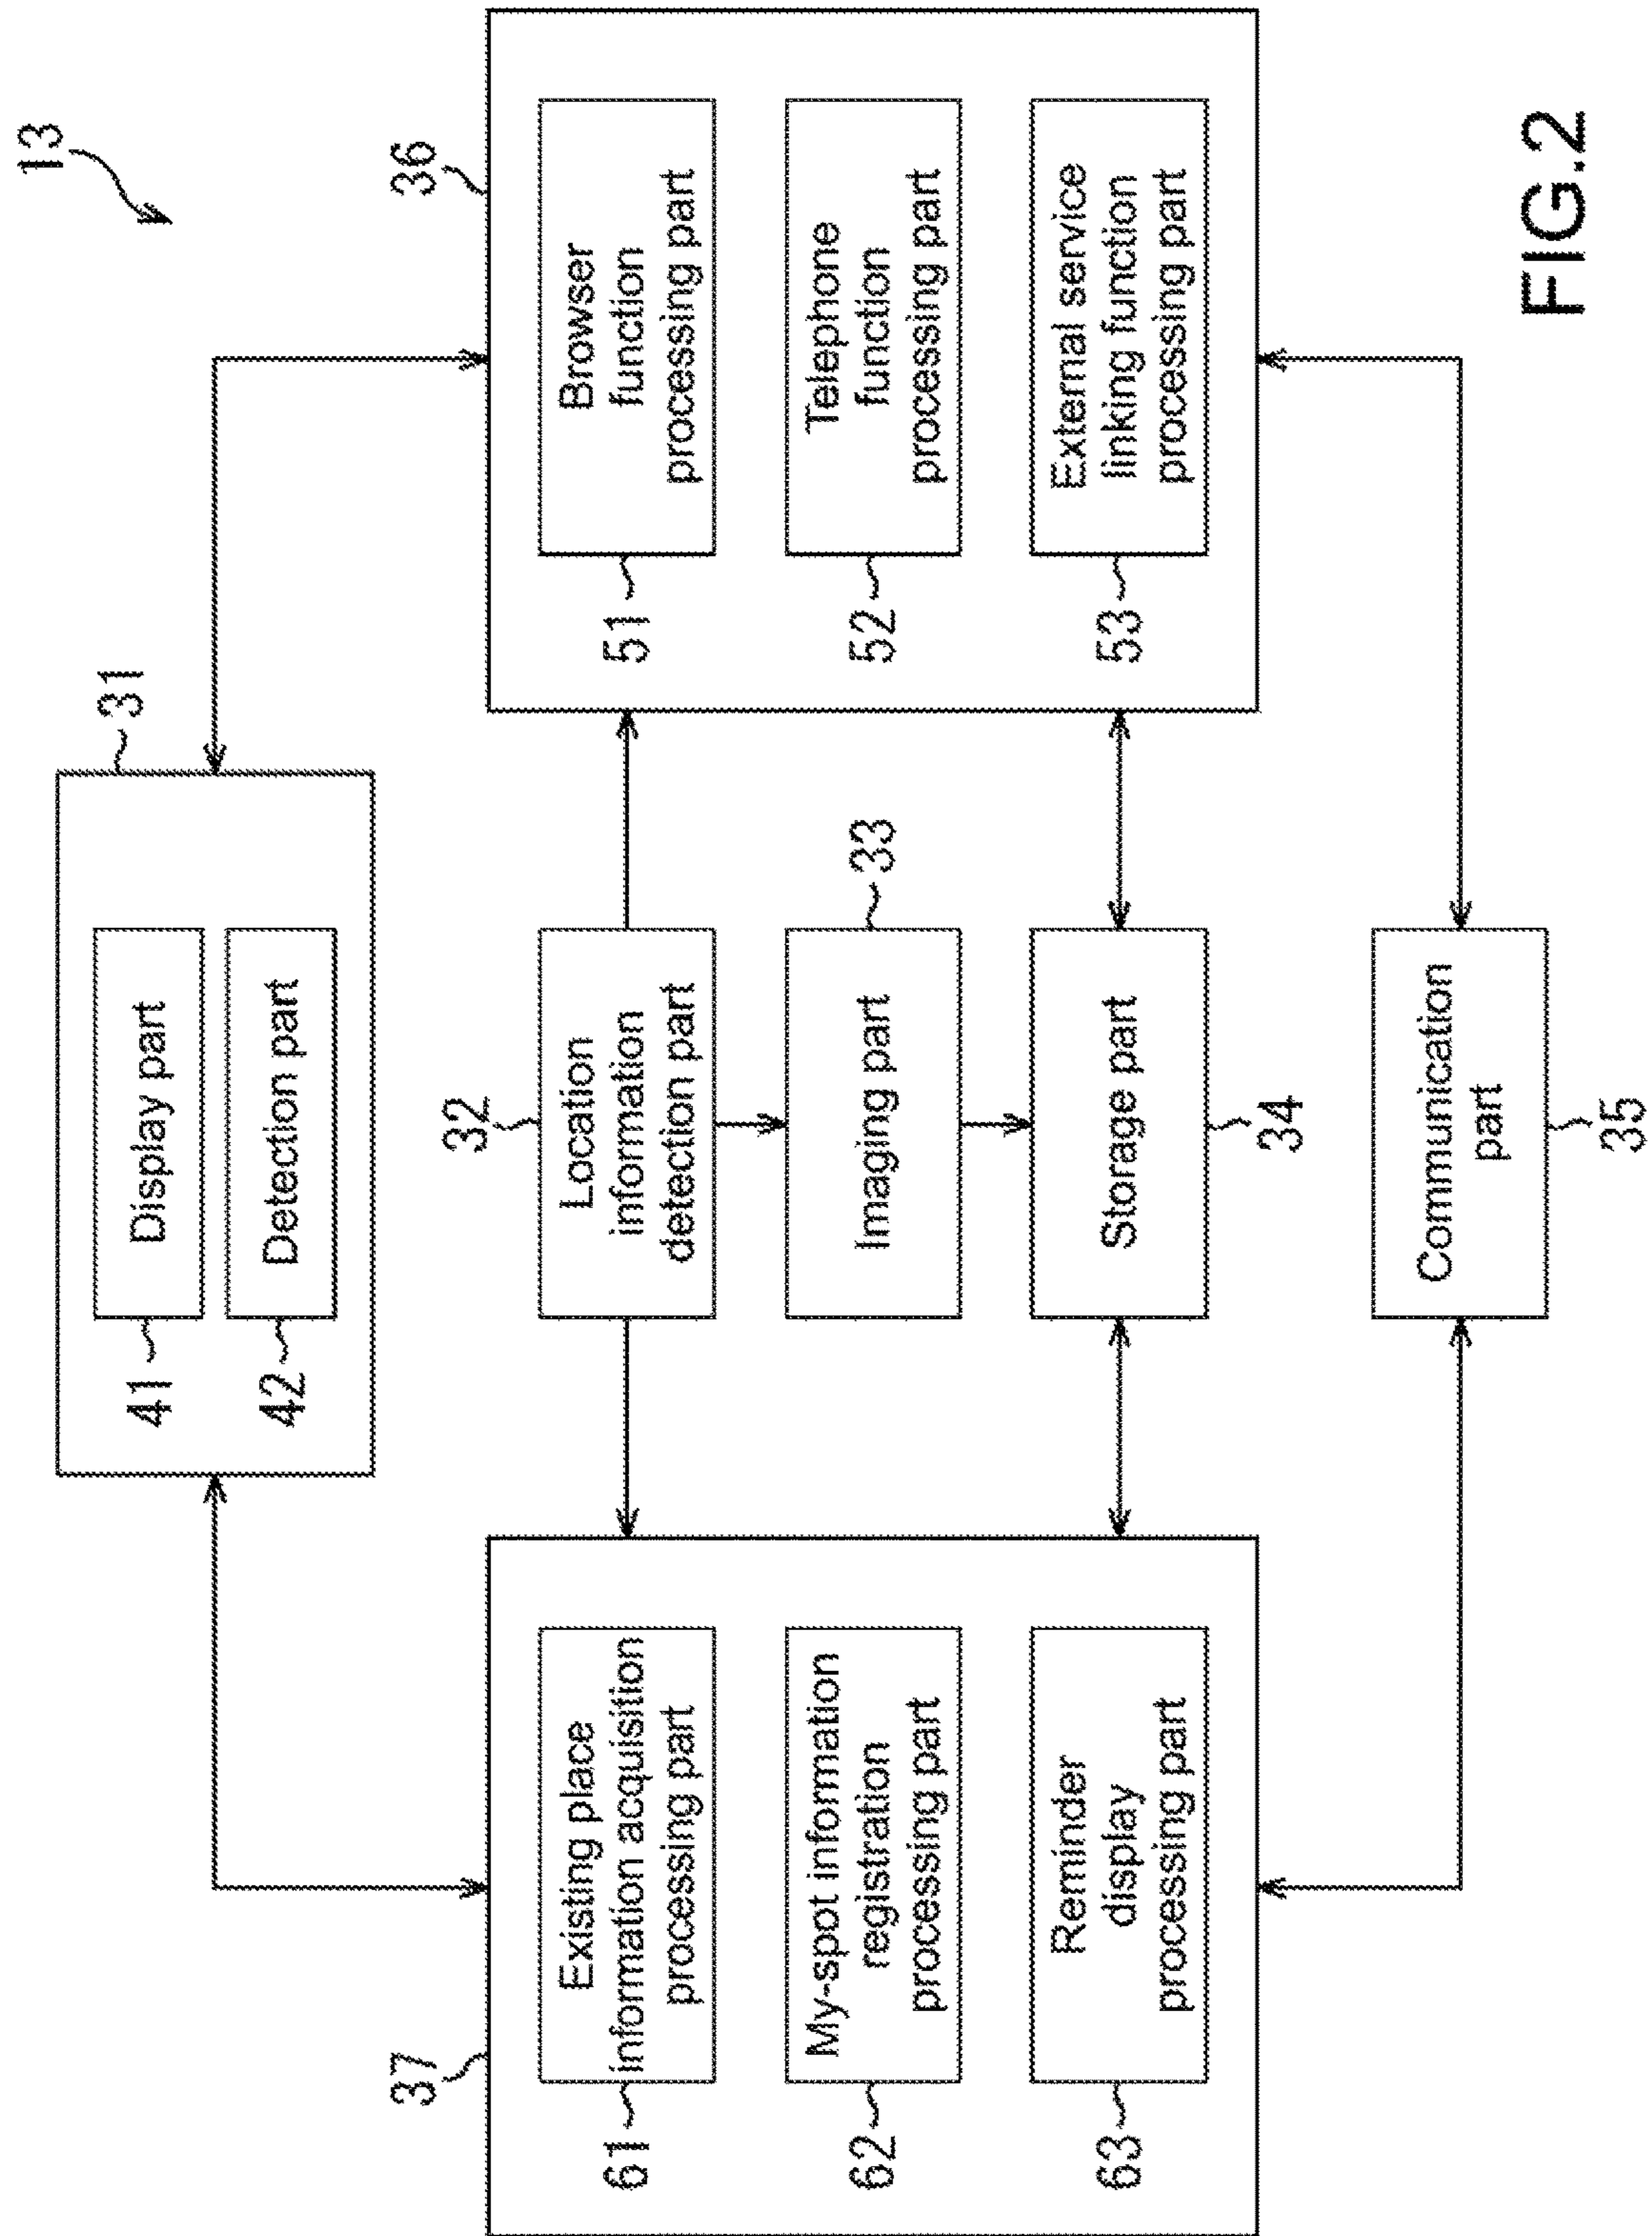 13
31
41
Display part
42
Detection part
37
36
61
Existing place
information acquisition
processing part
62
My-spot information
registration
processing part
63
Reminder
display
processing part
32
Location
information
detection part
33
Imaging part
Storage part
34
51
Browser
function
processing part
52
Telephone
function
processing part
53
External service
linking function
processing part
Communication
part
35
FIG.2